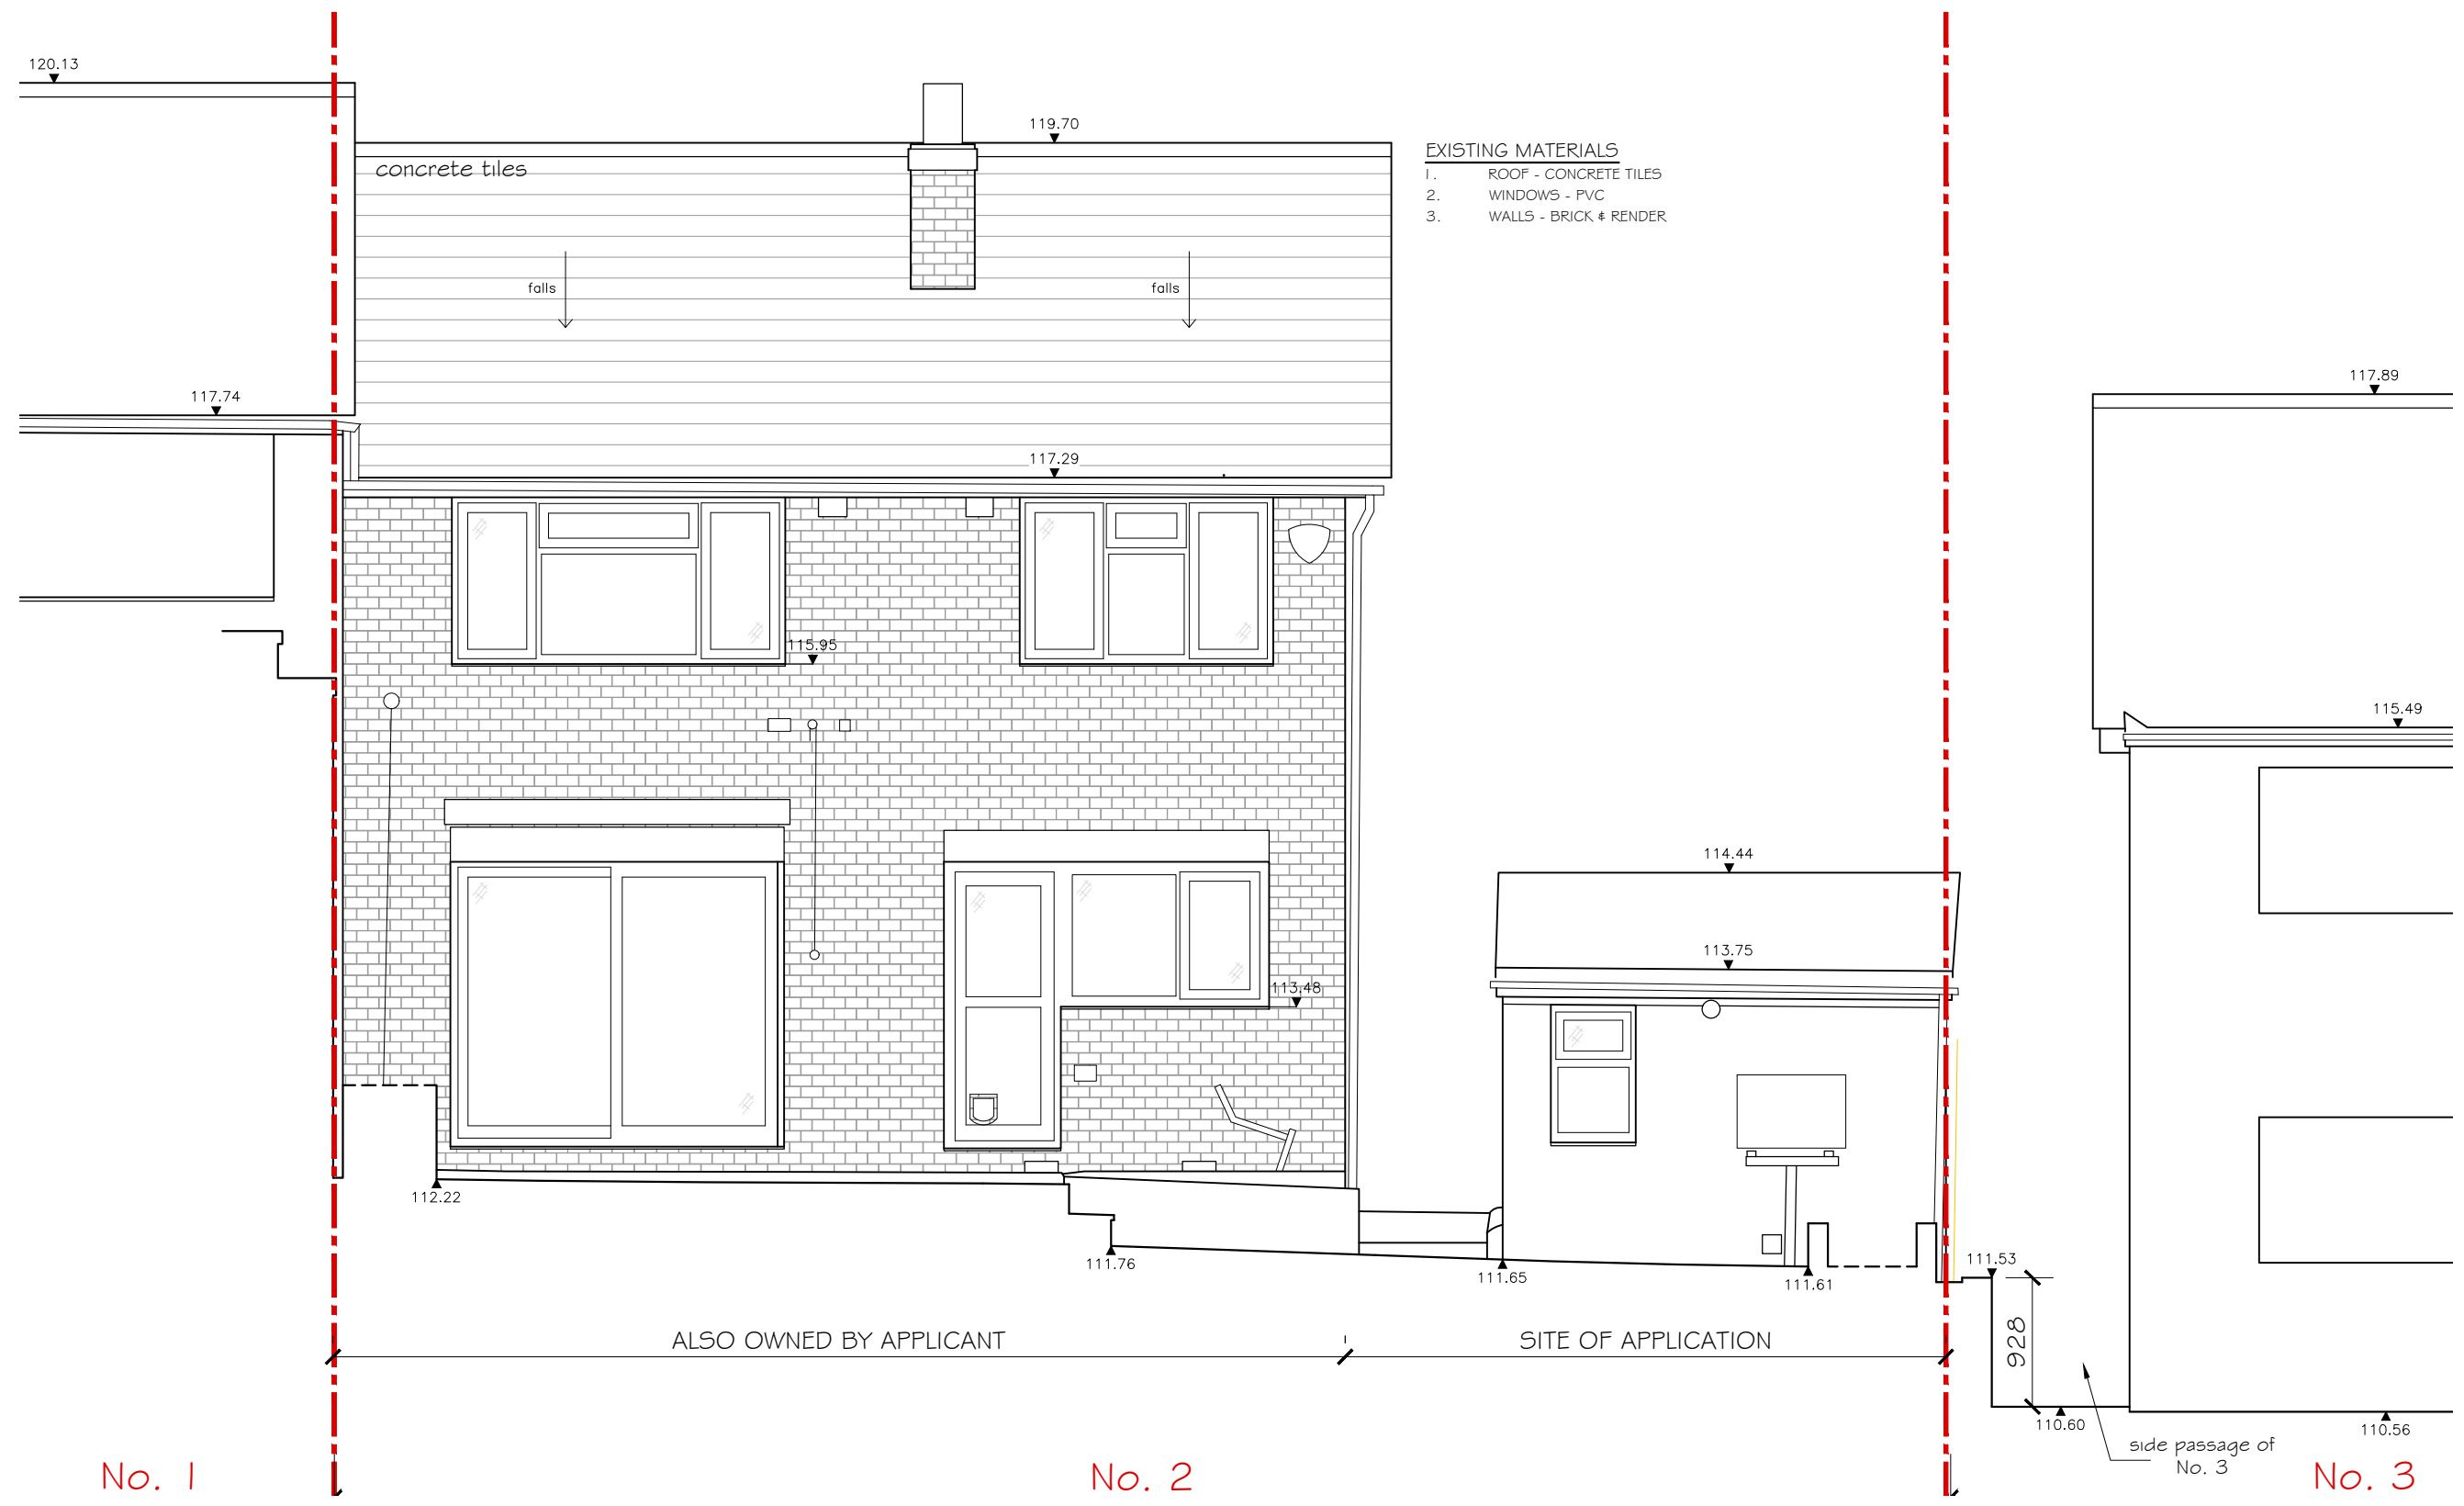 120.13
119.70
concrete tiles
EXISTING MATERIALS
1. ROOF - CONCRETE TILES
2. WINDOWS - PVC
3. WALLS - BRICK & RENDER
falls
falls
117.74
117.89
117.29
115.95
115.49
114.44
113.75
113.48
112.22
111.76
111.65
111.61
111.53
ALSO OWNED BY APPLICANT
SITE OF APPLICATION
928
110.60
110.56
side passage of
No. 3
No. 1
No. 2
No. 3